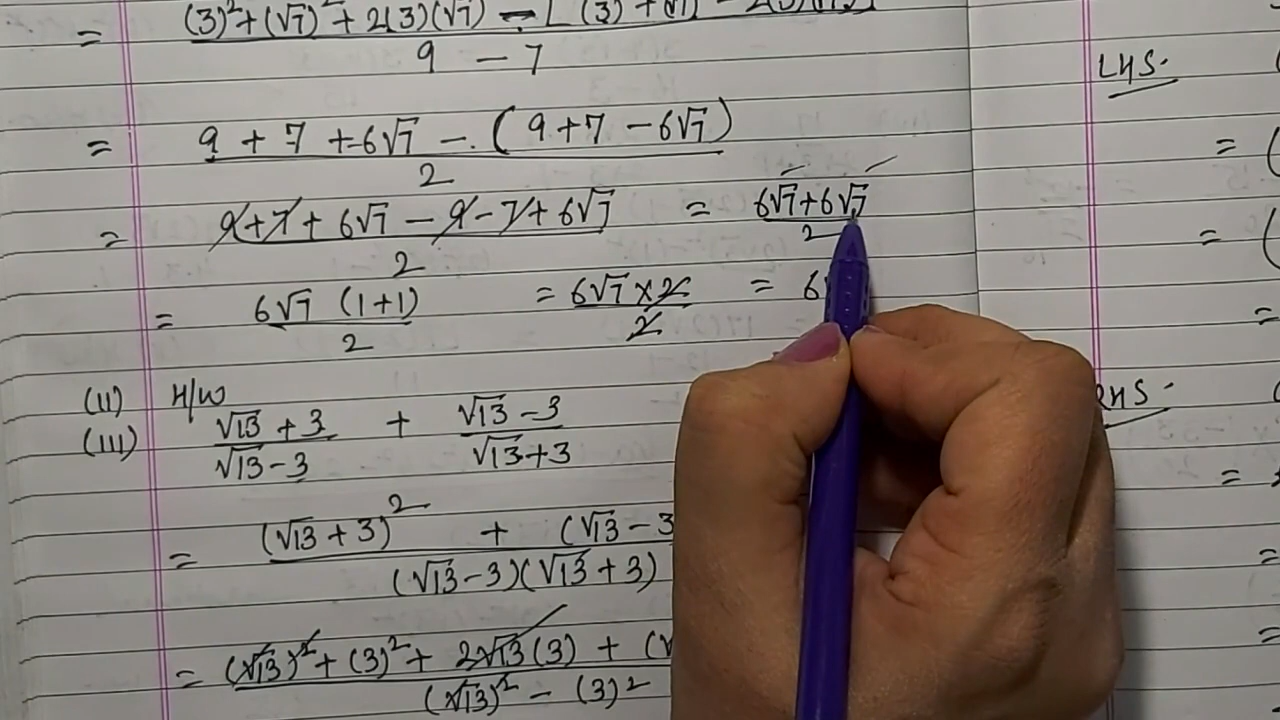 = (3)²+(√7)²+2(3)(√7) - [(3)
9 - 7
= 9 + 7 + 6√7 - (9+7 - 6√7)
2
= 9+7+ 6√7 - 9-7+ 6√7 = 6√7+6√7
2 2
= 6√7 (1+1) = 6√7 × 2 = 6
2 2
(II) H/W
(III) √13 + 3 + √13 - 3
√13 - 3 √13 + 3
= (√13 + 3)² + (√13 - 3
(√13 - 3)(√13 + 3)
= (√13)² + (3)² + 2√13 (3) + (
(√13)² - (3)²
LHS.
= (
= (
=
RHS.
=
=
=